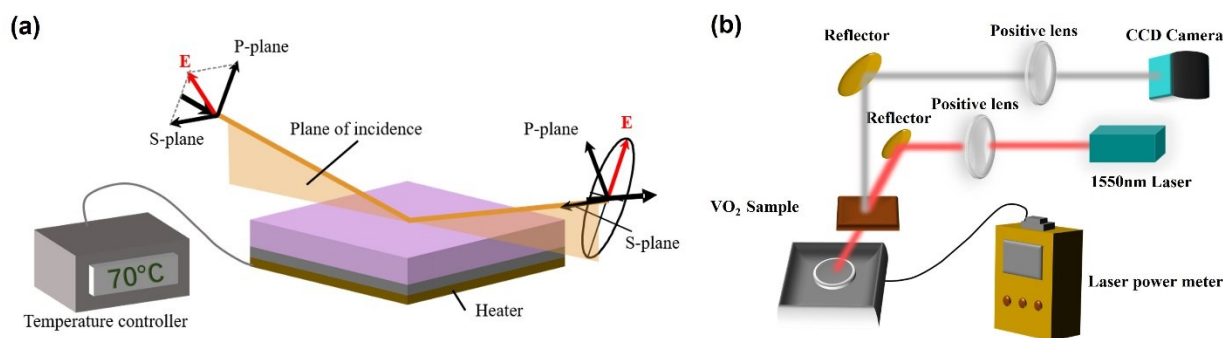 (a)
P-plane
E
S-plane
Plane of incidence
P-plane
E
S-plane
70°C
Heater
Temperature controller
(b)
Reflector
Positive lens
CCD Camera
Positive lens
Reflector
1550nm Laser
VO₂ Sample
Laser power meter